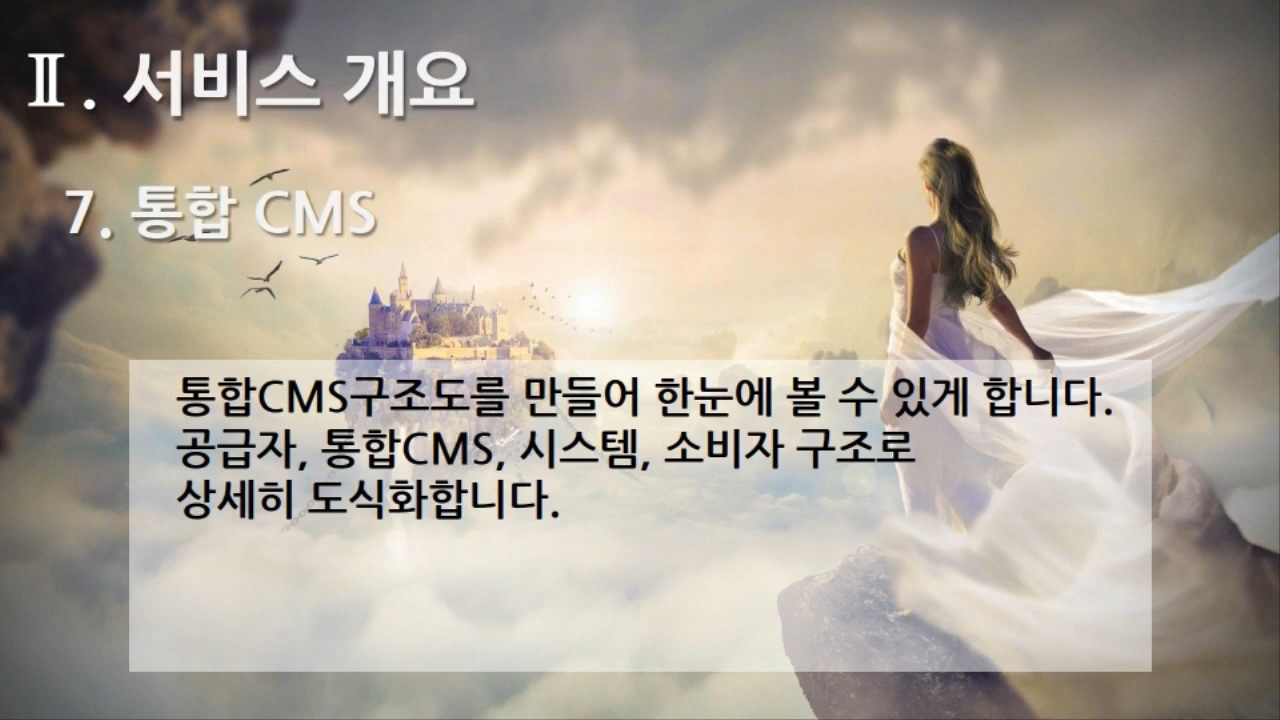 Ⅱ. 서비스 개요
7. 통합 CMS
통합CMS구조도를 만들어 한눈에 볼 수 있게 합니다.
공급자, 통합CMS, 시스템, 소비자 구조로
상세히 도식화합니다.